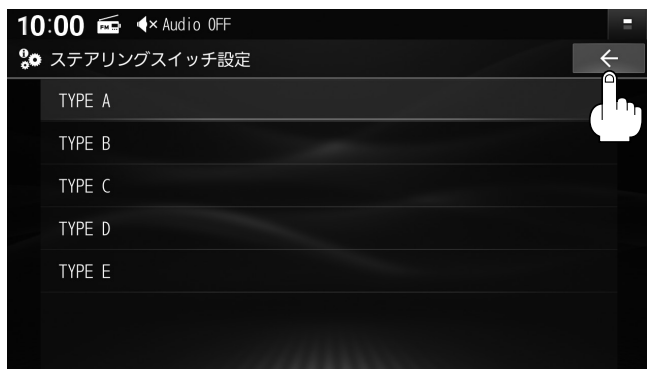 10:00 FM Audio OFF
ステアリングスイッチ設定
TYPE A
TYPE B
TYPE C
TYPE D
TYPE E